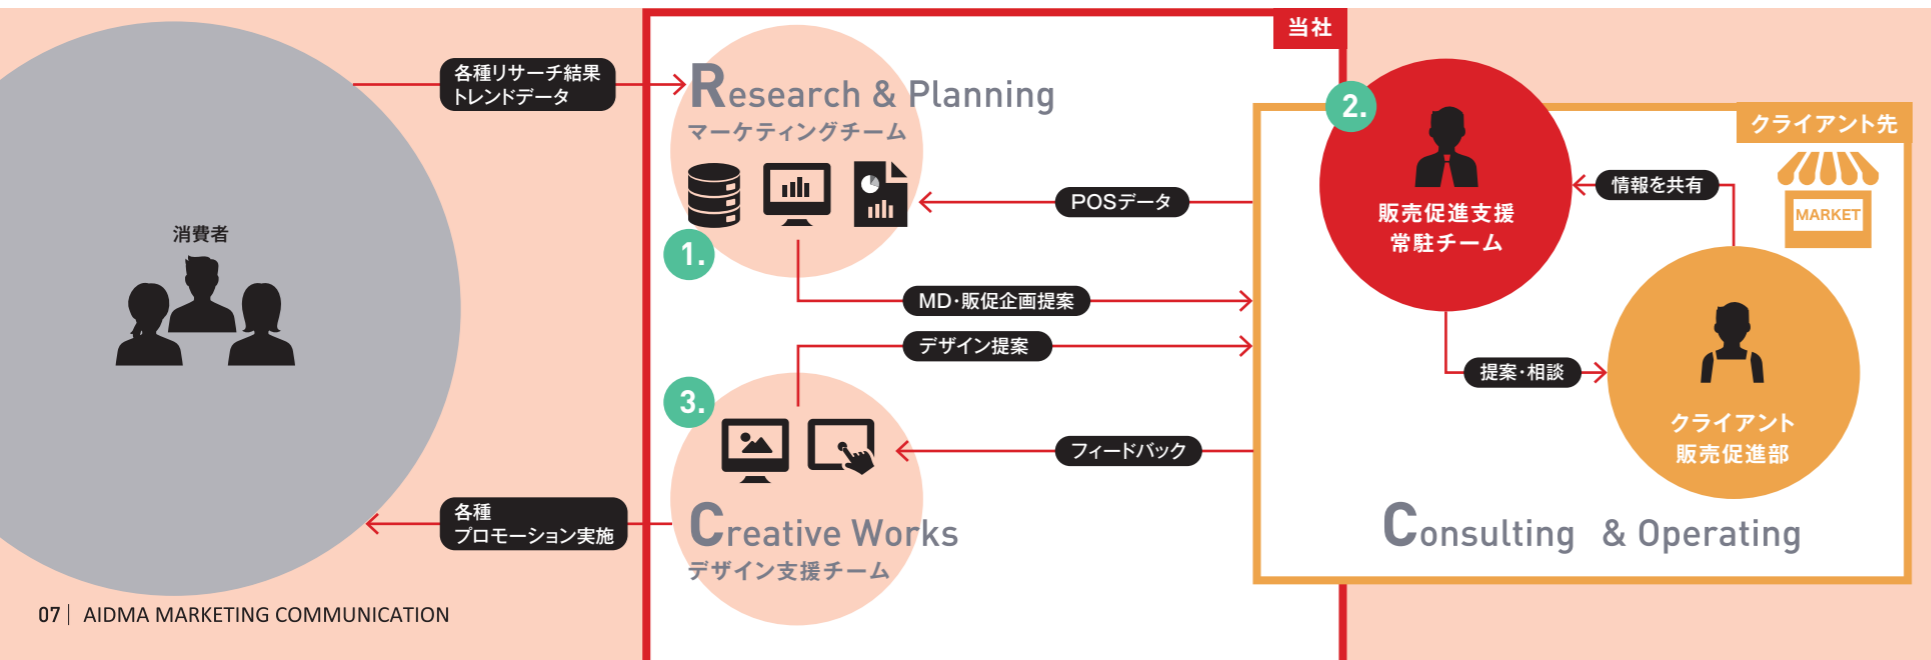 当社
各種リサーチ結果
トレンドデータ
Research & Planning
マーケティングチーム
1.
消費者
POSデータ
MD・販促企画提案
デザイン提案
フィードバック
3.
Creative Works
デザイン支援チーム
各種
プロモーション実施
2.
クライアント先
MARKET
販売促進支援
常駐チーム
情報を共有
提案・相談
クライアント
販売促進部
Consulting & Operating
07 | AIDMA MARKETING COMMUNICATION